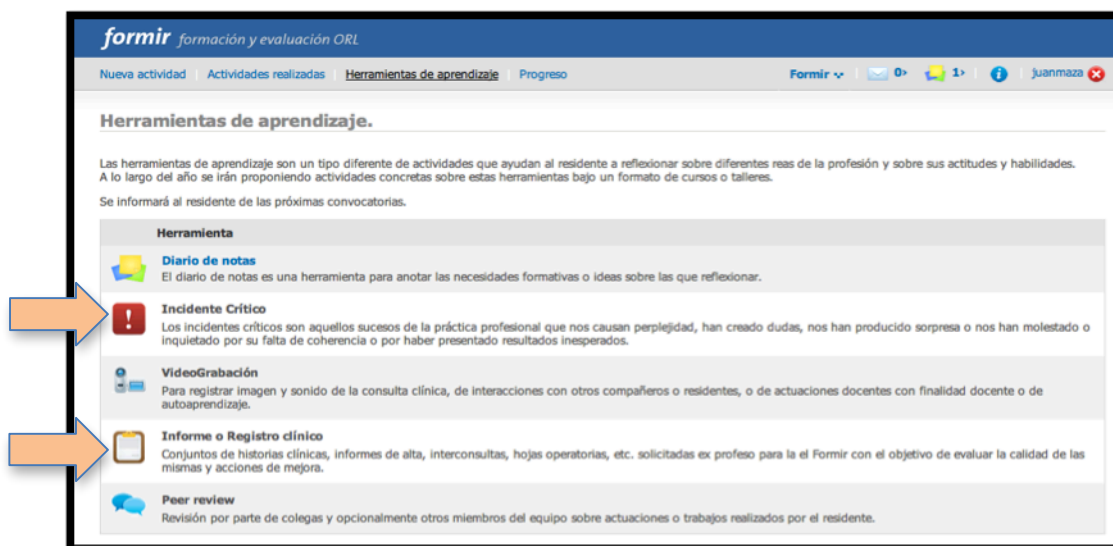 formir formación y evaluación ORL
Nueva actividad Actividades realizadas Herramientas de aprendizaje Progreso Formir 0 1 juanmaza
Herramientas de aprendizaje.
Las herramientas de aprendizaje son un tipo diferente de actividades que ayudan al residente a reflexionar sobre diferentes reas de la profesión y sobre sus actitudes y habilidades.
A lo largo del año se irán proponiendo actividades concretas sobre estas herramientas bajo un formato de cursos o talleres.
Se informará al residente de las próximas convocatorias.
Herramienta
Diario de notas
El diario de notas es una herramienta para anotar las necesidades formativas o ideas sobre las que reflexionar.
Incidente Crítico
Los incidentes críticos son aquellos sucesos de la práctica profesional que nos causan perplejidad, han creado dudas, nos han producido sorpresa o nos han molestado o
inquietado por su falta de coherencia o por haber presentado resultados inesperados.
VideoGrabación
Para registrar imagen y sonido de la consulta clínica, de interacciones con otros compañeros o residentes, o de actuaciones docentes con finalidad docente o de
autoaprendizaje.
Informe o Registro clínico
Conjuntos de historias clínicas, informes de alta, interconsultas, hojas operatorias, etc. solicitadas ex profeso para la el Formir con el objetivo de evaluar la calidad de las
mismas y acciones de mejora.
Peer review
Revisión por parte de colegas y opcionalmente otros miembros del equipo sobre actuaciones o trabajos realizados por el residente.